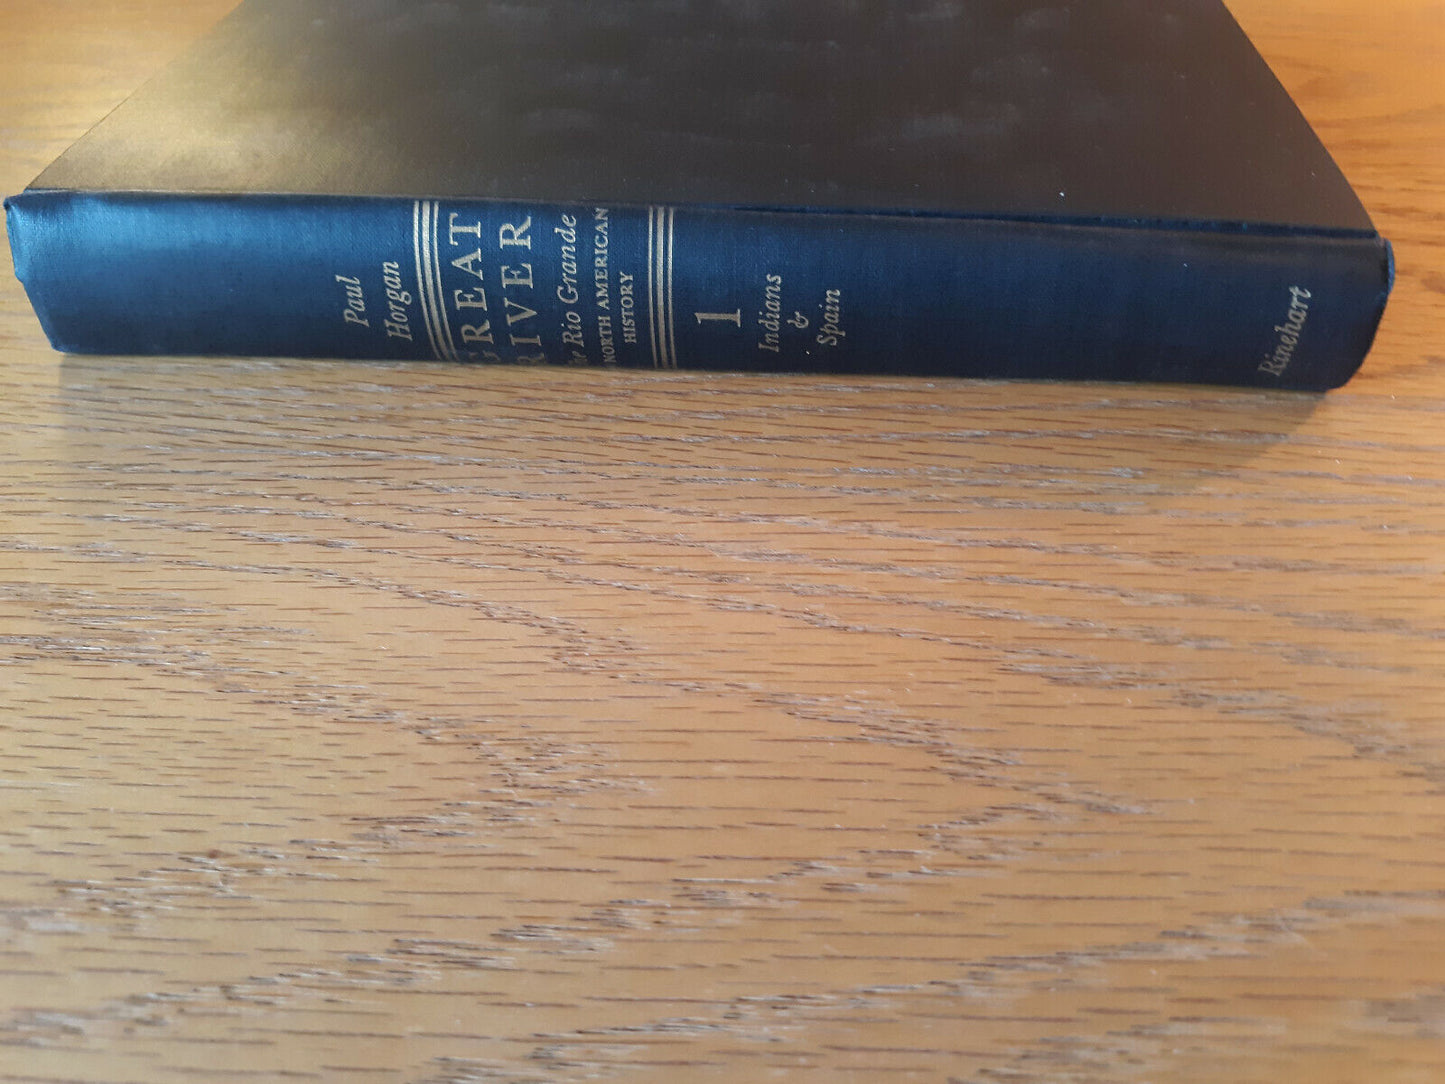 Paul
Horgan
GREAT
RIVER
The Rio Grande
NORTH AMERICAN
HISTORY
1
Indians
&
Spain
Rinehart